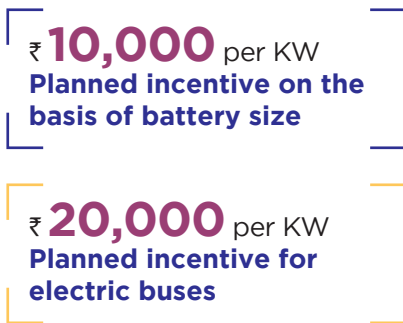 ₹ 10,000 per KW
Planned incentive on the
basis of battery size
₹ 20,000 per KW
Planned incentive for
electric buses